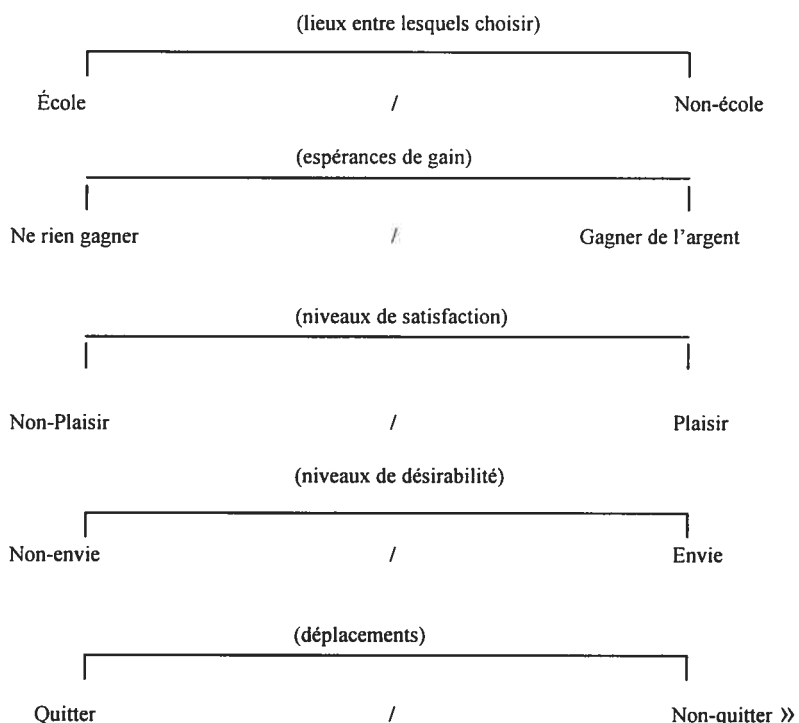 (lieux entre lesquels choisir)
École / Non-école
(espérances de gain)
Ne rien gagner / Gagner de l'argent
(niveaux de satisfaction)
Non-Plaisir / Plaisir
(niveaux de désirabilité)
Non-envie / Envie
(déplacements)
Quitter / Non-quitter »